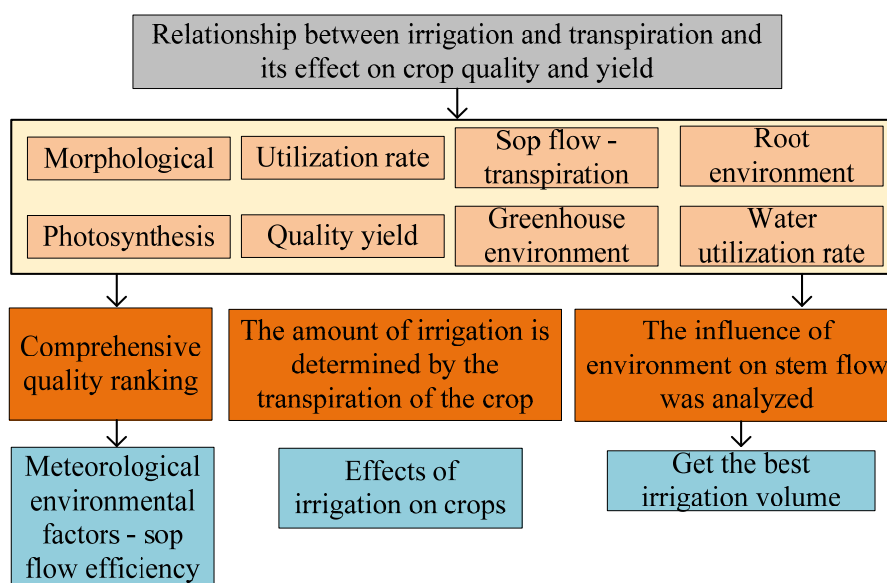 Relationship between irrigation and transpiration and
its effect on crop quality and yield
Morphological
Utilization rate
Sop flow -
transpiration
Root
environment
Photosynthesis
Quality yield
Greenhouse
environment
Water
utilization rate
Comprehensive
quality ranking
The amount of irrigation is
determined by the
transpiration of the crop
The influence of
environment on stem flow
was analyzed
Meteorological
environmental
factors - sop
flow efficiency
Effects of
irrigation on crops
Get the best
irrigation volume